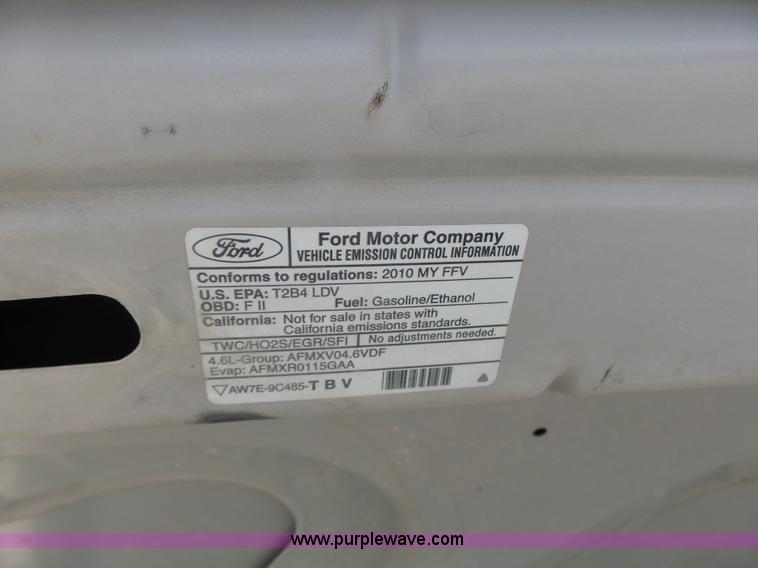 Ford
Ford Motor Company
VEHICLE EMISSION CONTROL INFORMATION
Conforms to regulations: 2010 MY FFV
U.S. EPA: T2B4 LDV
OBD: F II
Fuel: Gasoline/Ethanol
California: Not for sale in states with
California emissions standards.
TWC/HO2S/EGR/SFI
No adjustments needed.
4.6L-Group: AFMXV04.6VDF
Evap: AFMXR0115GAA
AW7E-9C485-T B V
www.purplewave.com